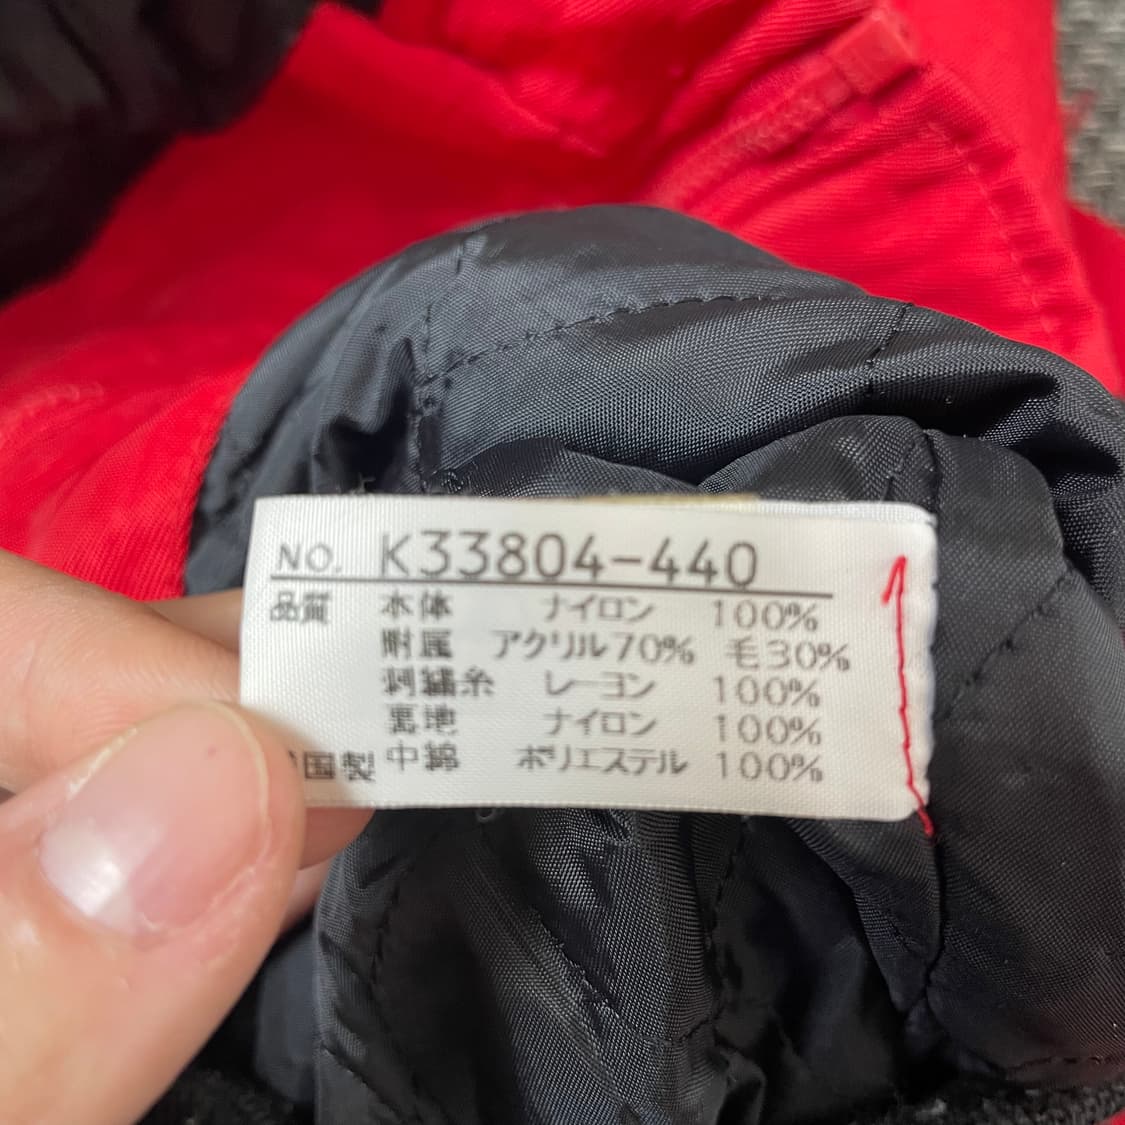 NO. K33804-440
品質 本体 ナイロン 100%
附属 アクリル70% 毛30%
刺繍糸 レーヨン 100%
裏地 ナイロン 100%
国製 中綿 ポリエステル 100%